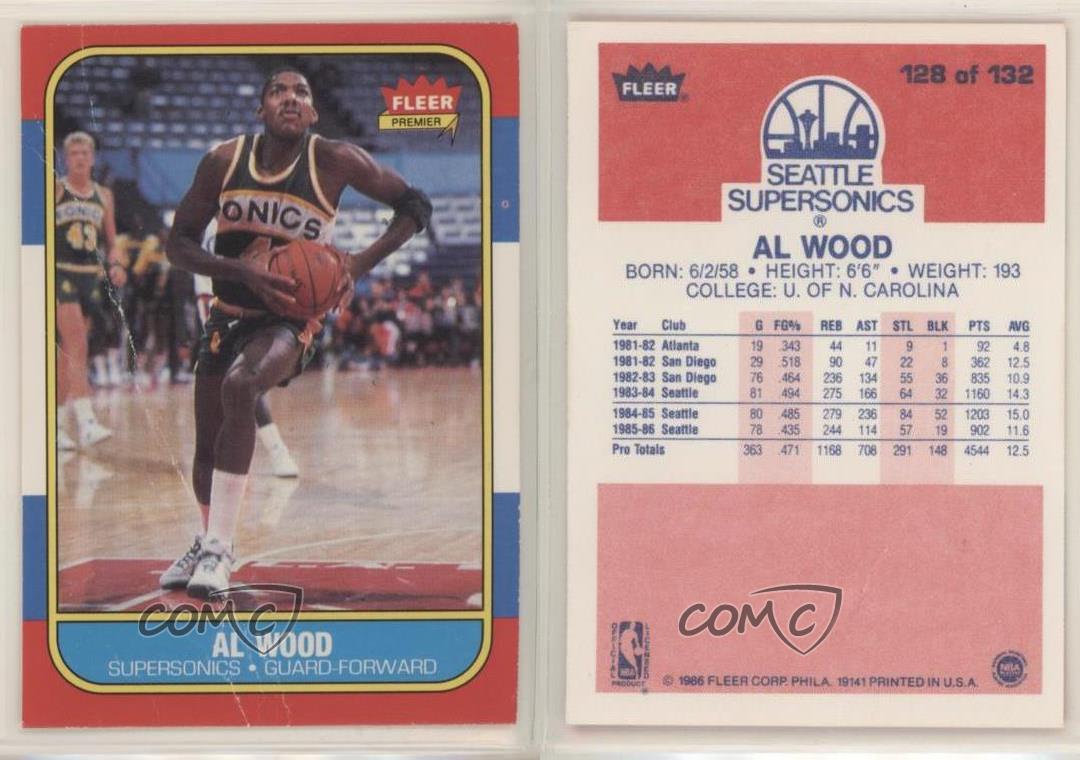 FLEER
PREMIER
ONICS
ONICS
43
AL WOOD
SUPERSONICS • GUARD-FORWARD
COMC
FLEER®
128 of 132
SEATTLE
SUPERSONICS
®
AL WOOD
BORN: 6/2/58 • HEIGHT: 6'6" • WEIGHT: 193
COLLEGE: U. OF N. CAROLINA
Year Club G FG% REB AST STL BLK PTS AVG
1981-82 Atlanta 19 .343 44 11 9 1 92 4.8
1981-82 San Diego 29 .518 90 47 22 8 362 12.5
1982-83 San Diego 76 .464 236 134 55 36 835 10.9
1983-84 Seattle 81 .494 275 166 64 32 1160 14.3
1984-85 Seattle 80 .485 279 236 84 52 1203 15.0
1985-86 Seattle 78 .435 244 114 57 19 902 11.6
Pro Totals 363 .471 1168 708 291 148 4544 12.5
COMC
OFFICIAL
LICENSED
NBA
PRODUCT
®
© 1986 FLEER CORP. PHILA. 19141 PRINTED IN U.S.A.
NBA